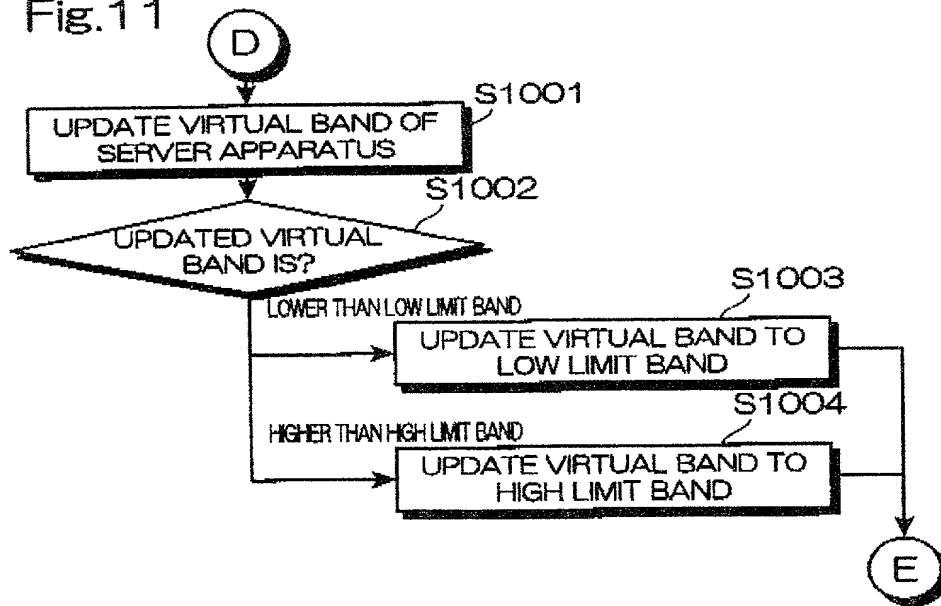 Fig.11
D
S1001
UPDATE VIRTUAL BAND OF
SERVER APPARATUS
S1002
UPDATED VIRTUAL
BAND IS?
LOWER THAN LOW LIMIT BAND
S1003
UPDATE VIRTUAL BAND TO
LOW LIMIT BAND
HIGHER THAN HIGH LIMIT BAND
S1004
UPDATE VIRTUAL BAND TO
HIGH LIMIT BAND
E